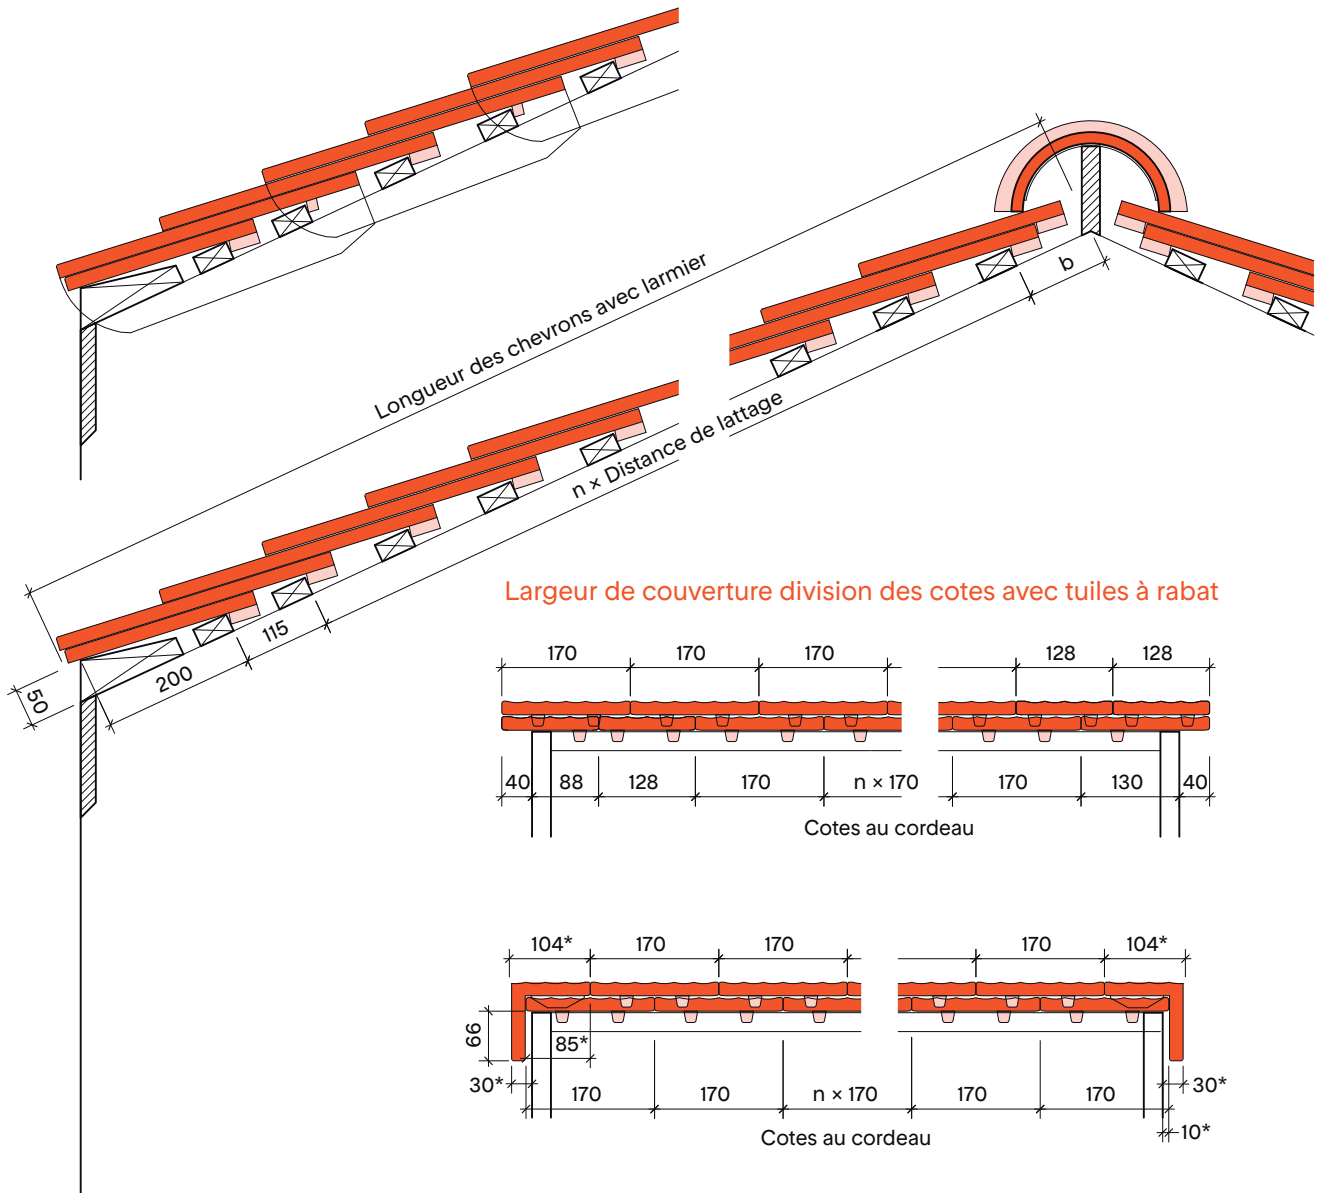 Longueur des chevrons avec larmier
b
n × Distance de lattage
115
200
50
Largeur de couverture division des cotes avec tuiles à rabat
170 170 170 128 128
40 88 128 170 n × 170 170 130 40
Cotes au cordeau
104* 170 170 170 104*
66
85*
30* 30*
170 170 n × 170 170 170
10*
Cotes au cordeau